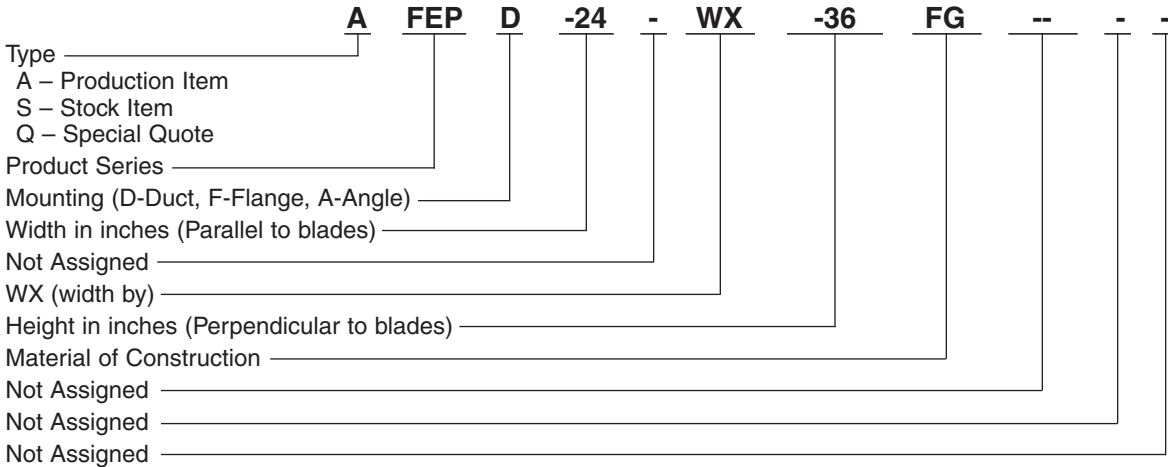 A FEP D -24 - WX -36 FG -- - -
Type
A – Production Item
S – Stock Item
Q – Special Quote
Product Series
Mounting (D-Duct, F-Flange, A-Angle)
Width in inches (Parallel to blades)
Not Assigned
WX (width by)
Height in inches (Perpendicular to blades)
Material of Construction
Not Assigned
Not Assigned
Not Assigned